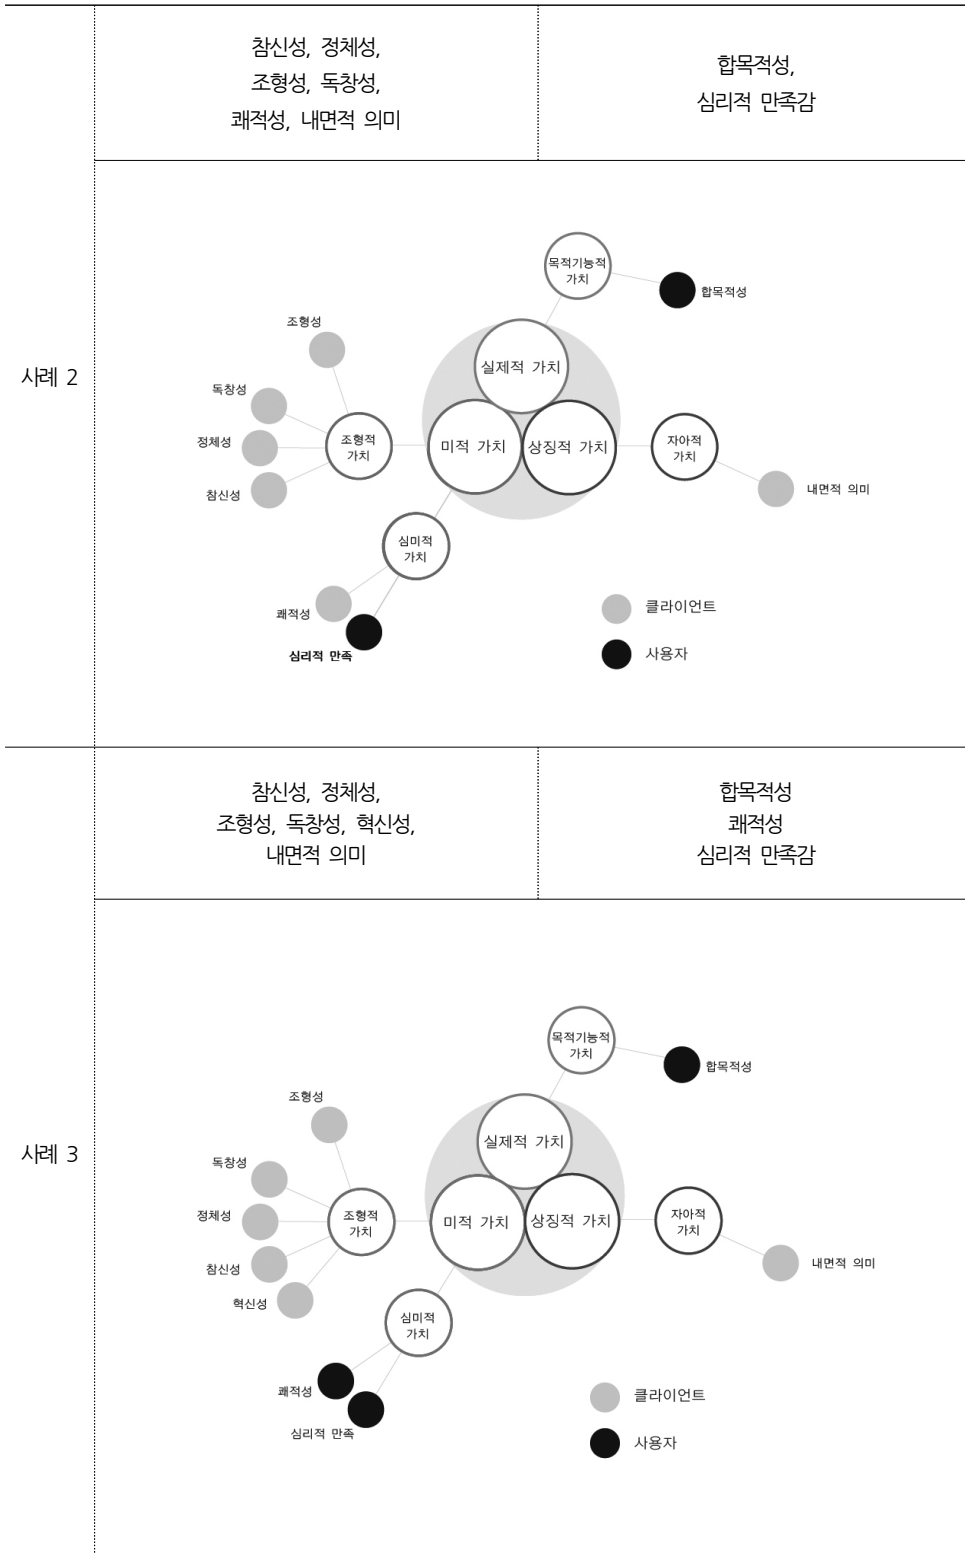 참신성, 정체성,
조형성, 독창성,
쾌적성, 내면적 의미
합목적성,
심리적 만족감
사례 2
목적기능적
가치
합목적성
조형성
실제적 가치
독창성
정체성
조형적
가치
미적 가치
상징적 가치
자아적
가치
참신성
내면적 의미
심미적
가치
쾌적성
클라이언트
심리적 만족
사용자
참신성, 정체성,
조형성, 독창성, 혁신성,
내면적 의미
합목적성
쾌적성
심리적 만족감
사례 3
목적기능적
가치
합목적성
조형성
실제적 가치
독창성
정체성
조형적
가치
미적 가치
상징적 가치
자아적
가치
참신성
내면적 의미
혁신성
심미적
가치
쾌적성
클라이언트
심리적 만족
사용자